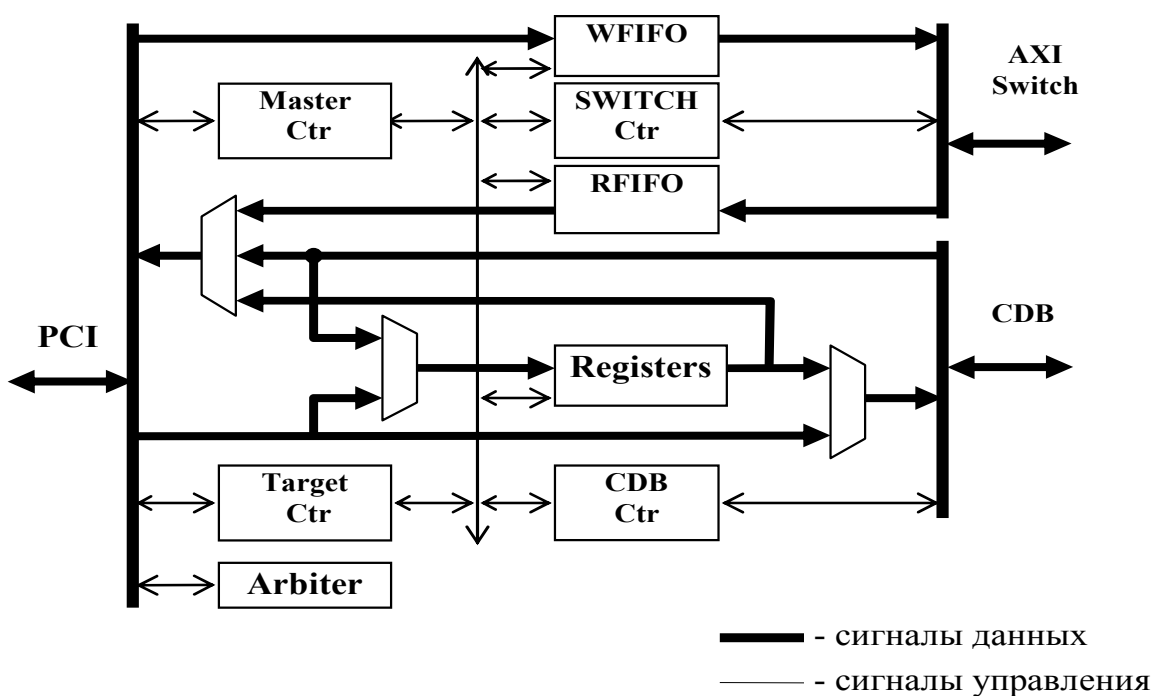 WFIFO
AXI
Switch
Master
Ctr
SWITCH
Ctr
RFIFO
PCI
CDB
Registers
Target
Ctr
CDB
Ctr
Arbiter
- сигналы данных
- сигналы управления